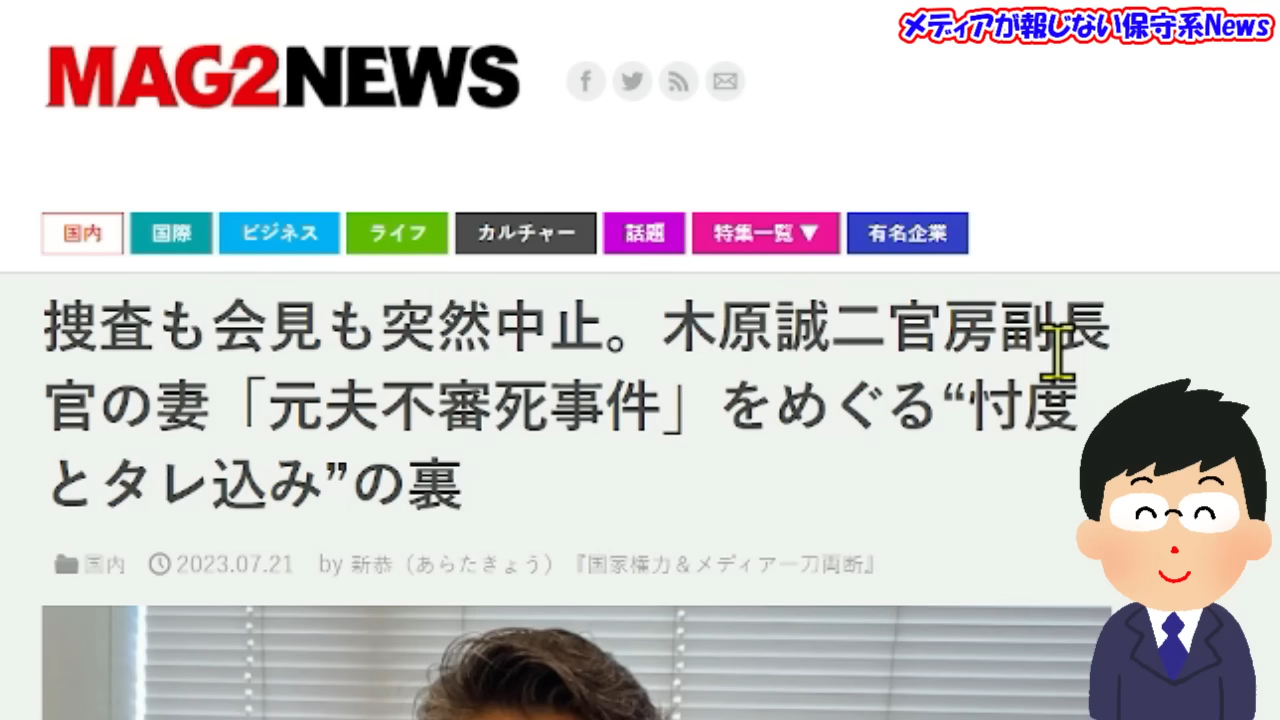 メディアが報じない保守系News
MAG2NEWS
国内 国際 ビジネス ライフ カルチャー 話題 特集一覧▼ 有名企業
捜査も会見も突然中止。木原誠二官房副長
官の妻「元夫不審死事件」をめぐる“忖度
とタレ込み”の裏
国内 2023.07.21 by 新恭（あらたきょう）『国家権力＆メディア一刀両断』